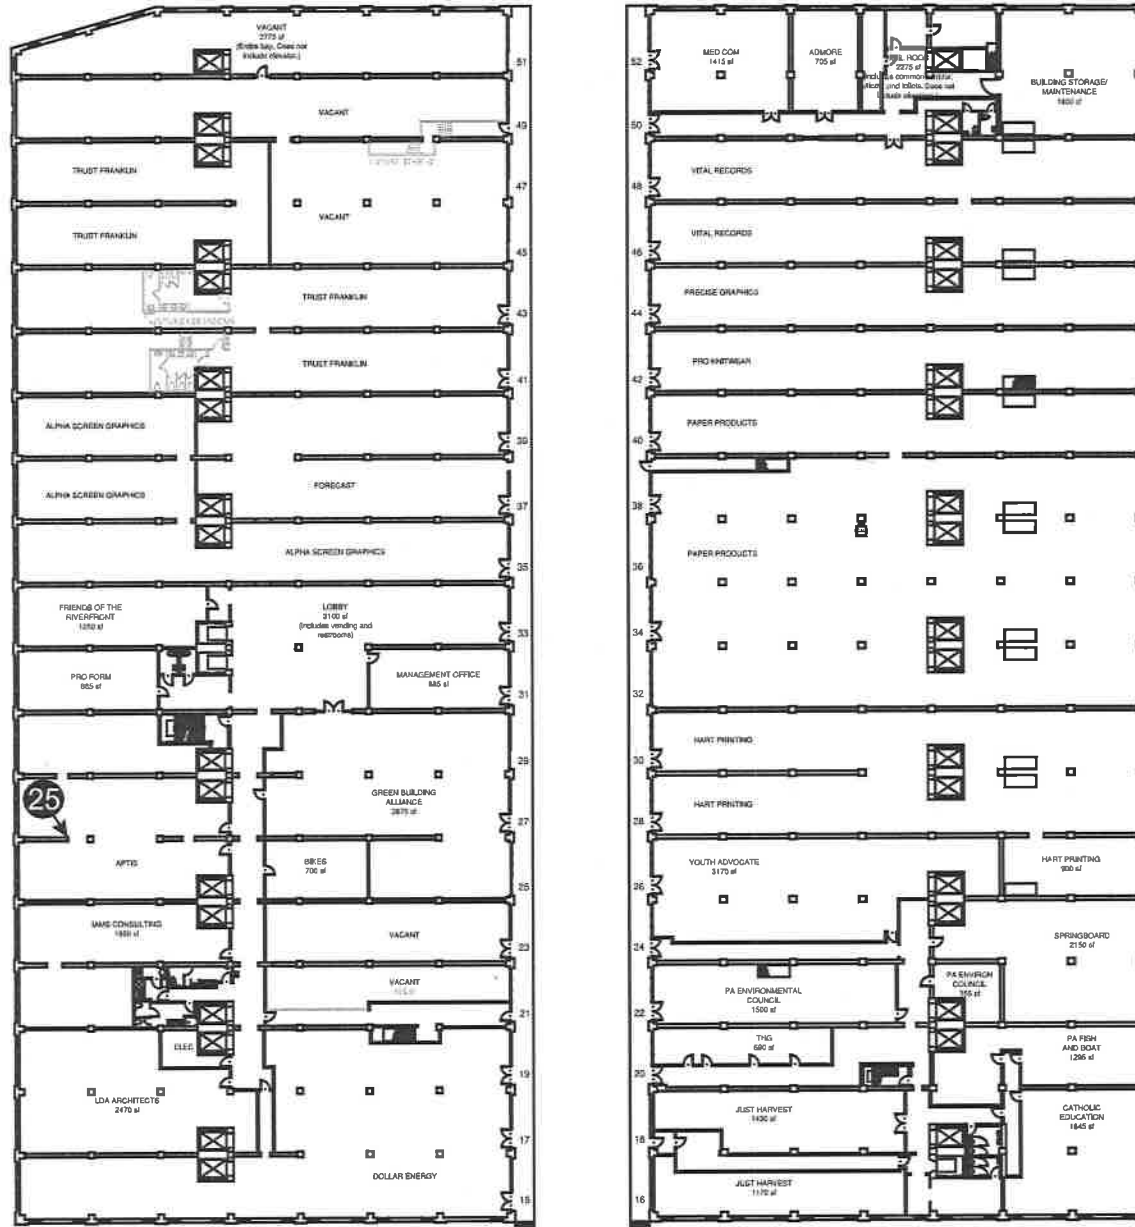 VACANT
2775 sf
(Entire bay. Does not
include elevator.)
51
VACANT
49
TRUST FRANKLIN
47
VACANT
TRUST FRANKLIN
45
TRUST FRANKLIN
43
TRUST FRANKLIN
41
ALPHA SCREEN GRAPHICS
39
FORECAST
ALPHA SCREEN GRAPHICS
37
ALPHA SCREEN GRAPHICS
35
FRIENDS OF THE
RIVERFRONT
LOBBY
3100 sf
(includes vending and
restrooms)
33
PRO FORM
MANAGEMENT OFFICE
31
29
GREEN BUILDING
ALLIANCE
25
27
APTIS
BIKES
700 sf
25
IAMS CONSULTING
VACANT
23
VACANT
21
ELEC
19
LDA ARCHITECTS
2470 sf
17
DOLLAR ENERGY
15
52
MED COM
1415 sf
ADMORE
705 sf
2275 sf
BUILDING STORAGE/
MAINTENANCE
50
VITAL RECORDS
48
VITAL RECORDS
46
PRECISE GRAPHICS
44
PRO KNITWEAR
42
PAPER PRODUCTS
40
38
PAPER PRODUCTS
36
34
32
HART PRINTING
30
HART PRINTING
28
YOUTH ADVOCATE
3175 sf
HART PRINTING
900 sf
26
SPRINGBOARD
2150 sf
24
PA ENVIRONMENTAL
COUNCIL
1500 sf
PA ENVIRON
COUNCIL
22
THG
690 sf
PA FISH
AND BOAT
1295 sf
20
JUST HARVEST
1430 sf
CATHOLIC
EDUCATION
1645 sf
18
JUST HARVEST
1170 sf
16